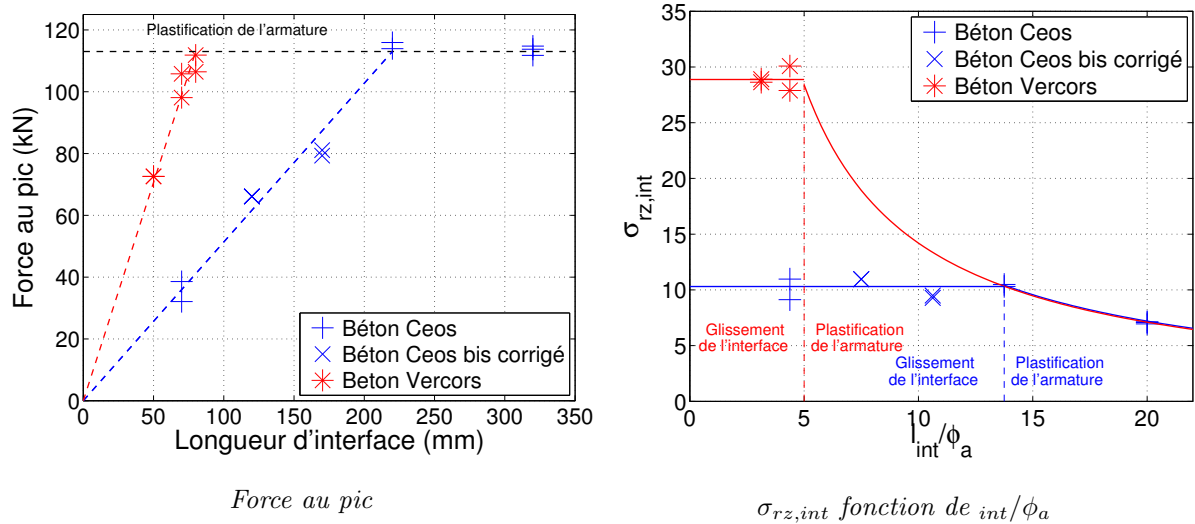 Plastification de l'armature
Force au pic (kN)
120
100
80
60
40
20
0
0 50 100 150 200 250 300 350
Longueur d'interface (mm)
Béton Ceos
Béton Ceos bis corrigé
Beton Vercors
Force au pic
σrz,int
35
30
25
20
15
10
5
0
0 5 10 15 20
lint/ϕa
Béton Ceos
Béton Ceos bis corrigé
Béton Vercors
Glissement
de l'interface
Plastification
de l'armature
Glissement
de l'interface
Plastification
de l'armature
σrz,int fonction de int/ϕa